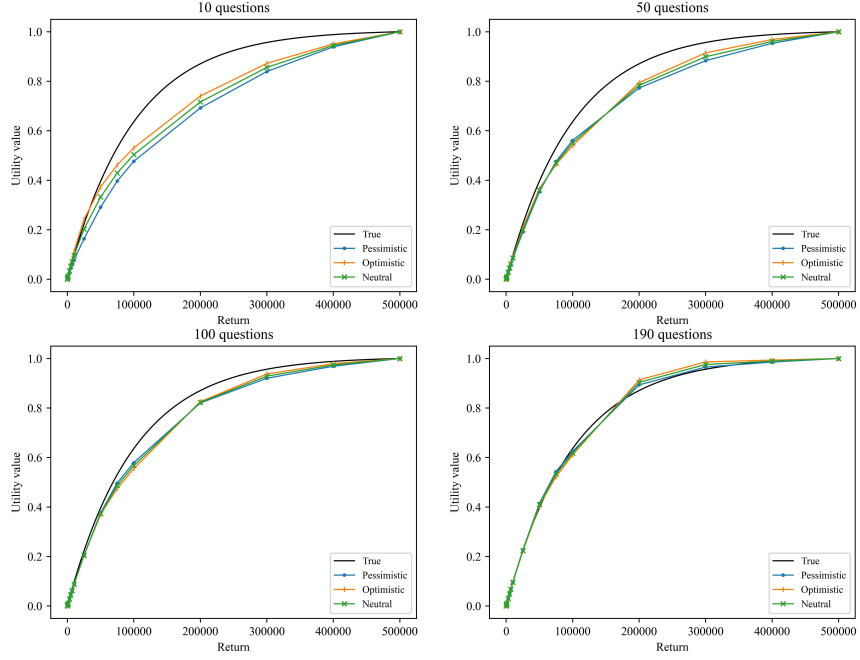 10 questions
1.0
0.8
0.6
0.4
0.2
0.0
Utility value
True
Pessimistic
Optimistic
Neutral
0 100000 200000 300000 400000 500000
Return
50 questions
1.0
0.8
0.6
0.4
0.2
0.0
Utility value
True
Pessimistic
Optimistic
Neutral
0 100000 200000 300000 400000 500000
Return
100 questions
1.0
0.8
0.6
0.4
0.2
0.0
Utility value
True
Pessimistic
Optimistic
Neutral
0 100000 200000 300000 400000 500000
Return
190 questions
1.0
0.8
0.6
0.4
0.2
0.0
Utility value
True
Pessimistic
Optimistic
Neutral
0 100000 200000 300000 400000 500000
Return